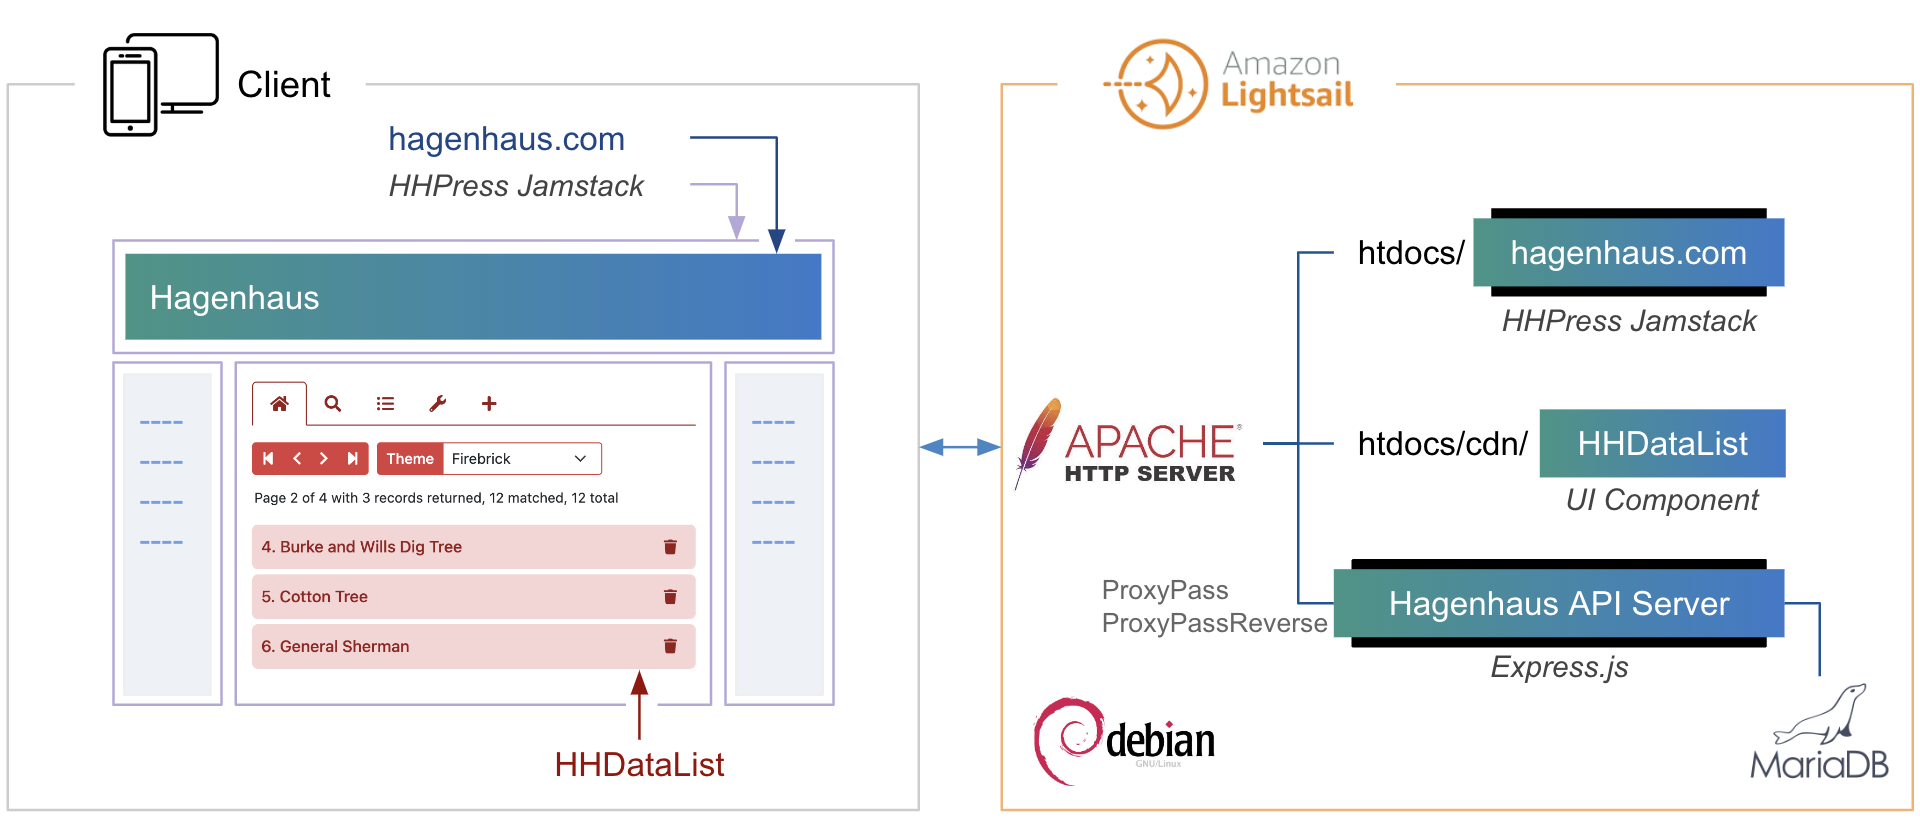 Client
hagenhaus.com
HHPress Jamstack
Hagenhaus
Theme
Firebrick
Page 2 of 4 with 3 records returned, 12 matched, 12 total
4. Burke and Wills Dig Tree
5. Cotton Tree
6. General Sherman
HHDataList
Amazon
Lightsail
htdocs/ hagenhaus.com
HHPress Jamstack
APACHE®
HTTP SERVER
htdocs/cdn/ HHDataList
UI Component
ProxyPass
ProxyPassReverse
Hagenhaus API Server
Express.js
debian
GNU/Linux
MariaDB